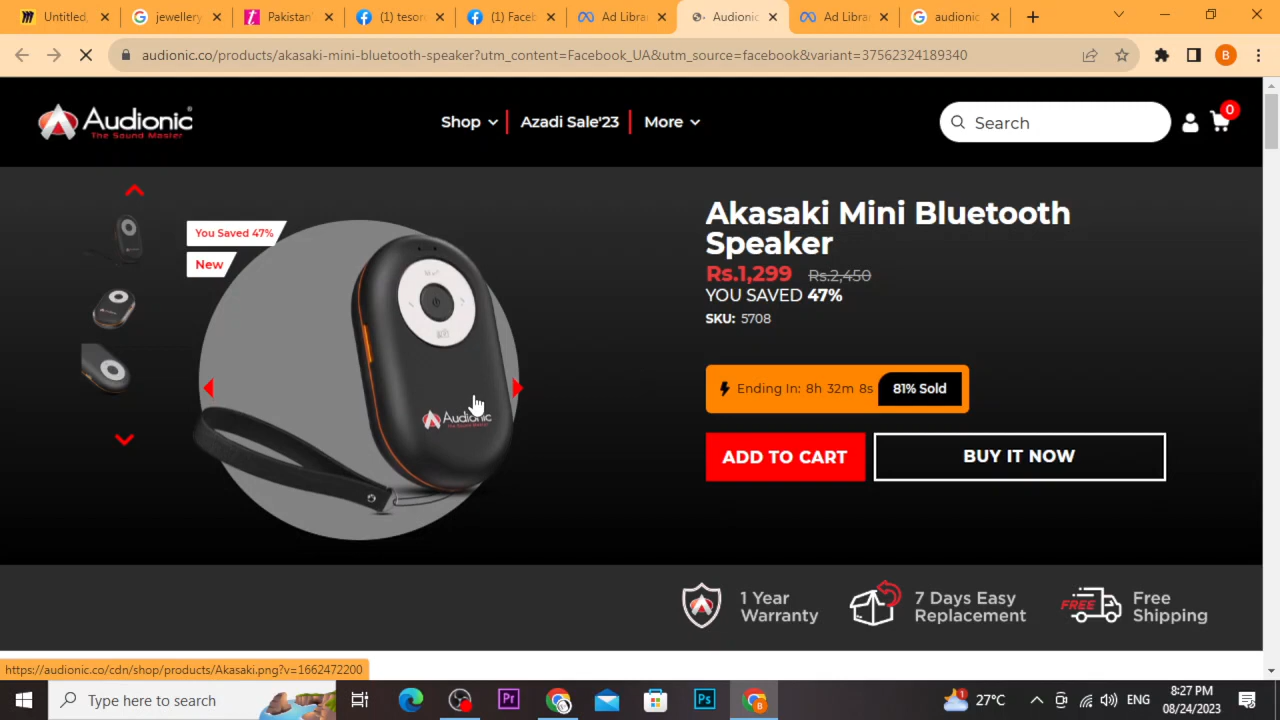 Untitled,
jewellery
Pakistan'
(1) tesor
(1) Faceb
Ad Librar
Audionic
Ad Librar
audionic
audionic.co/products/akasaki-mini-bluetooth-speaker?utm_content=Facebook_UA&utm_source=facebook&variant=37562324189340
B
Audionic®
The Sound Master
Shop
Azadi Sale'23
More
Search
0
You Saved 47%
New
Audionic
Akasaki Mini Bluetooth
Speaker
Rs.1,299 Rs.2,450
YOU SAVED 47%
SKU: 5708
Ending In: 8h 32m 8s 81% Sold
ADD TO CART
BUY IT NOW
1 Year
Warranty
7 Days Easy
Replacement
FREE
Free
Shipping
https://audionic.co/cdn/shop/products/Akasaki.png?v=1662472200
Type here to search
Pr
Ps
B
1
27°C
ENG
8:27 PM
08/24/2023